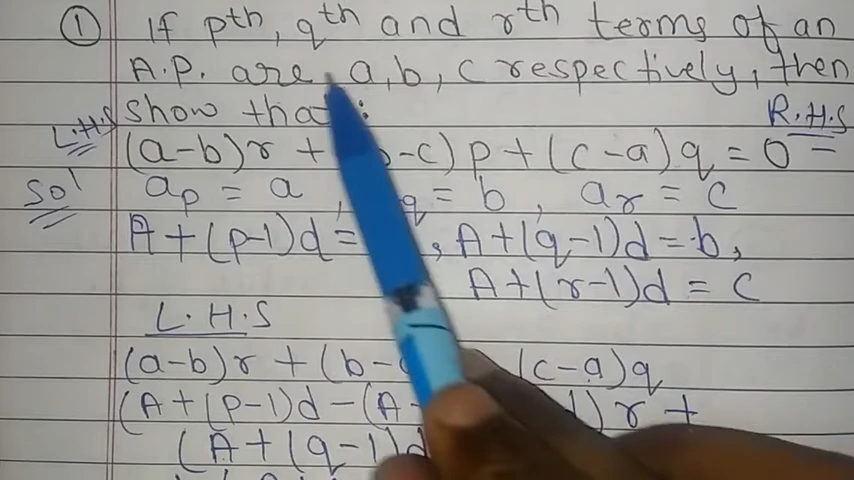 ① If pth, qth and rth terms of an
A.P. are a, b, c respectively, then
show that: R.H.S
L.H.S (a-b)r + b-c)p + (c-a)q = 0
Sol ap = a, q = b, ar = c
A+(p-1)d = , A+(q-1)d = b,
A+(r-1)d = c
L.H.S
(a-b)r + (b- (c-a)q
(A+(p-1)d-(A- )r +
(A+(q-1)d